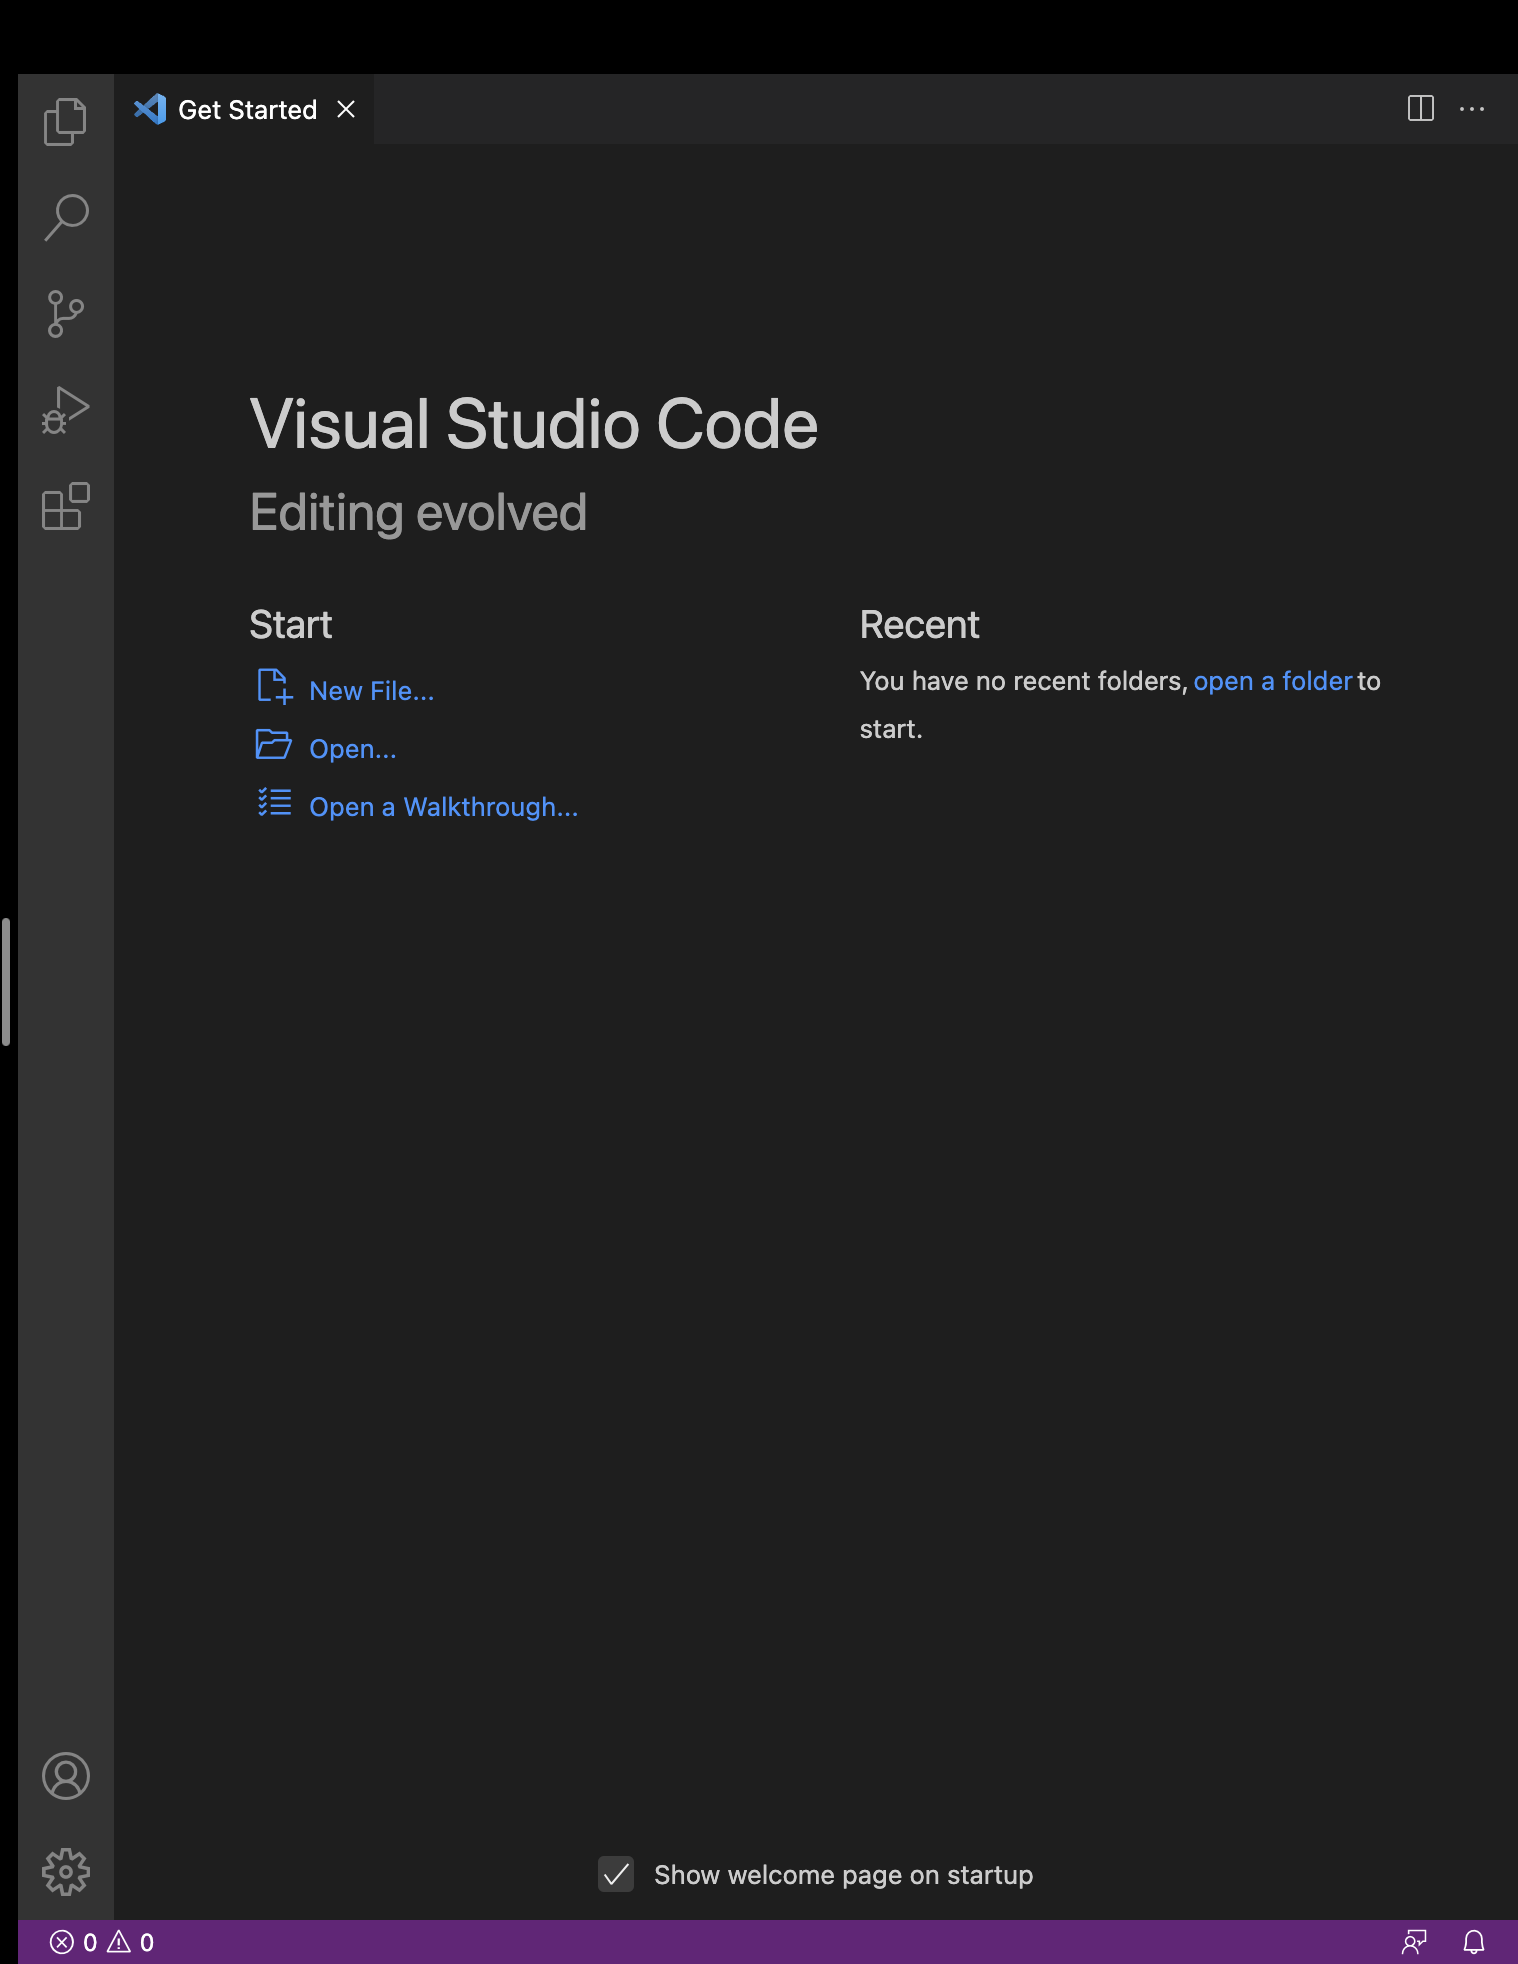 Get Started
Visual Studio Code
Editing evolved
Start
New File...
Open...
Open a Walkthrough...
Recent
You have no recent folders, open a folder to
start.
Show welcome page on startup
0 0